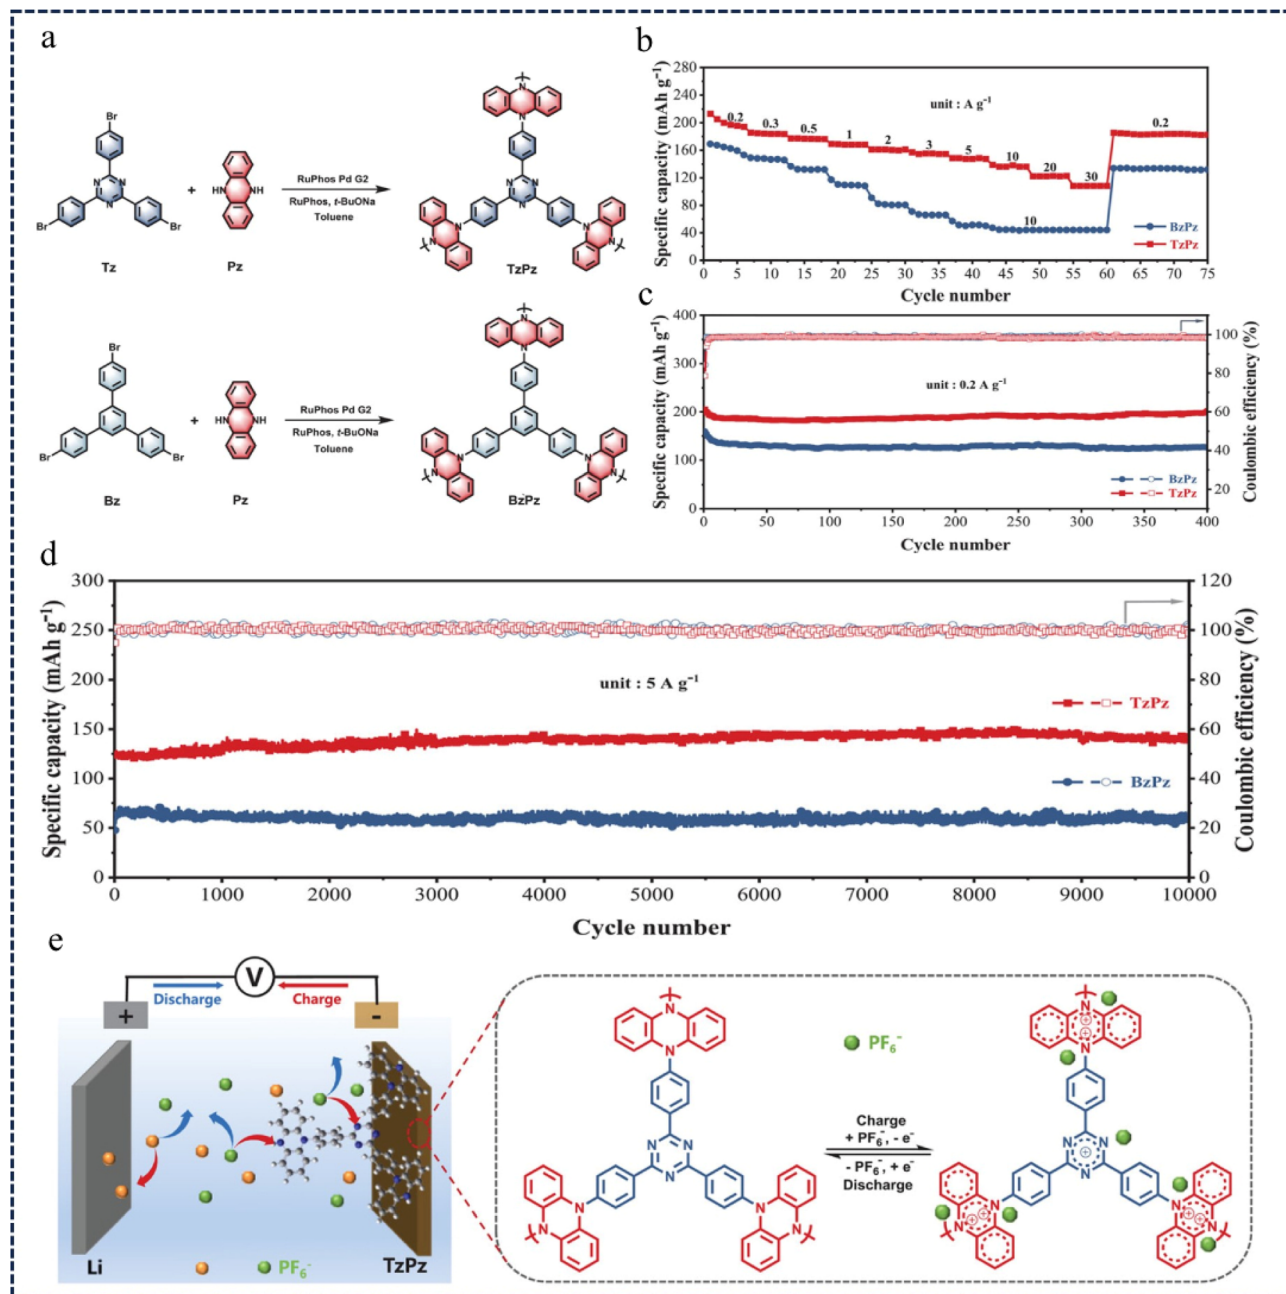 a
Br
N N
N
Br
Br
Tz
+
HN NH
Pz
RuPhos Pd G2
RuPhos, t-BuONa
Toluene
N
N
N N
N
N
N
N
N
TzPz
Br
Br
Br
Bz
+
HN NH
Pz
RuPhos Pd G2
RuPhos, t-BuONa
Toluene
N
N
N
N
N
N
BzPz
b
Specific capacity (mAh g⁻¹)
280
240
200
160
120
80
40
0
unit : A g⁻¹
0.2
0.3
0.5
1
2
3
5
10
20
30
0.2
10
BzPz
TzPz
0 5 10 15 20 25 30 35 40 45 50 55 60 65 70 75
Cycle number
c
Specific capacity (mAh g⁻¹)
400
350
300
200
100
0
unit : 0.2 A g⁻¹
BzPz
TzPz
100
80
60
40
20
Coulombic efficiency (%)
0 50 100 150 200 250 300 350 400
Cycle number
d
Specific capacity (mAh g⁻¹)
300
250
200
150
100
50
0
unit : 5 A g⁻¹
TzPz
BzPz
120
100
80
60
40
20
0
Coulombic efficiency (%)
0 1000 2000 3000 4000 5000 6000 7000 8000 9000 10000
Cycle number
e
V
Discharge
Charge
+
-
Li
PF₆⁻
TzPz
N
N
N N
N
N
N
N
N
PF₆⁻
Charge
+ PF₆⁻, - e⁻
- PF₆⁻, + e⁻
Discharge
N
+
+
N
N N
+
N
N
+ +
N
N
+ +
N